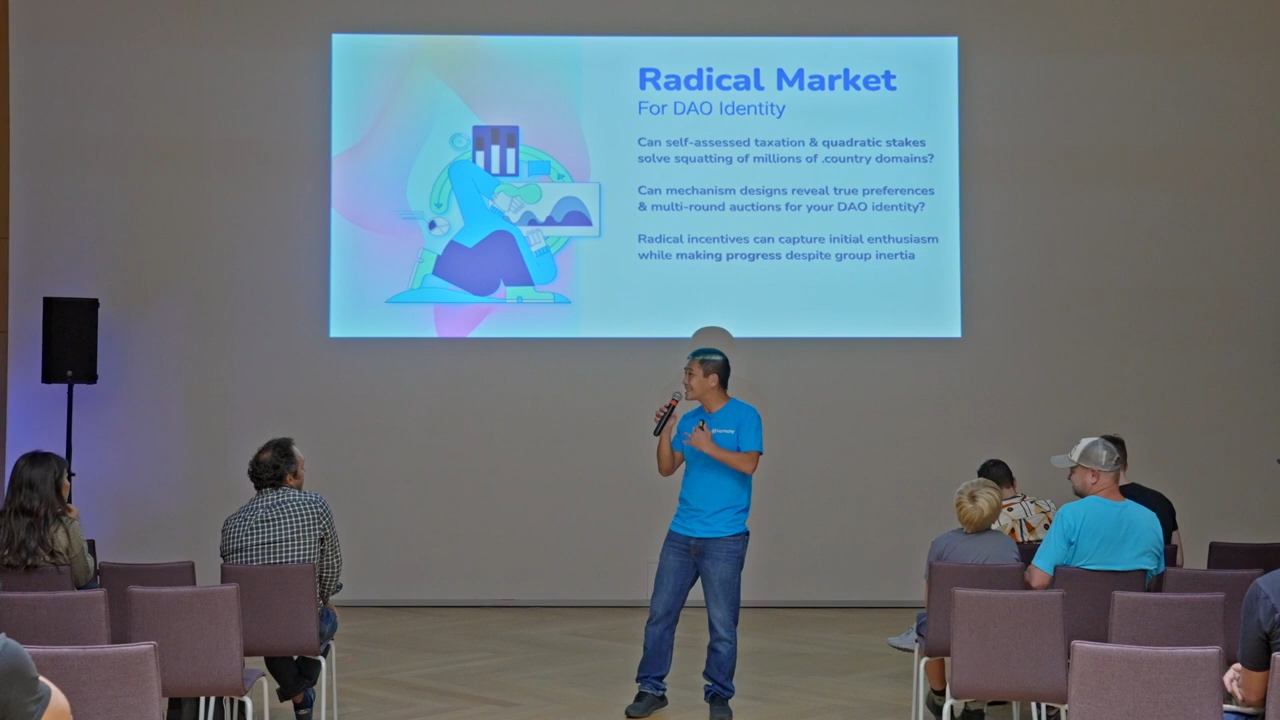 Radical Market
For DAO Identity
Can self-assessed taxation & quadratic stakes
solve squatting of millions of .country domains?
Can mechanism designs reveal true preferences
& multi-round auctions for your DAO identity?
Radical incentives can capture initial enthusiasm
while making progress despite group inertia